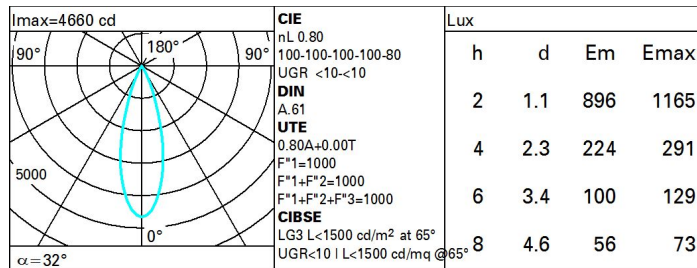 Imax=4660 cd
90° 180° 90°
5000
0°
α=32°
CIE
nL 0.80
100-100-100-100-80
UGR <10-<10
DIN
A.61
UTE
0.80A+0.00T
F"1=1000
F"1+F"2=1000
F"1+F"2+F"3=1000
CIBSE
LG3 L<1500 cd/m² at 65°
UGR<10 | L<1500 cd/mq @65°
Lux
h d Em Emax
2 1.1 896 1165
4 2.3 224 291
6 3.4 100 129
8 4.6 56 73